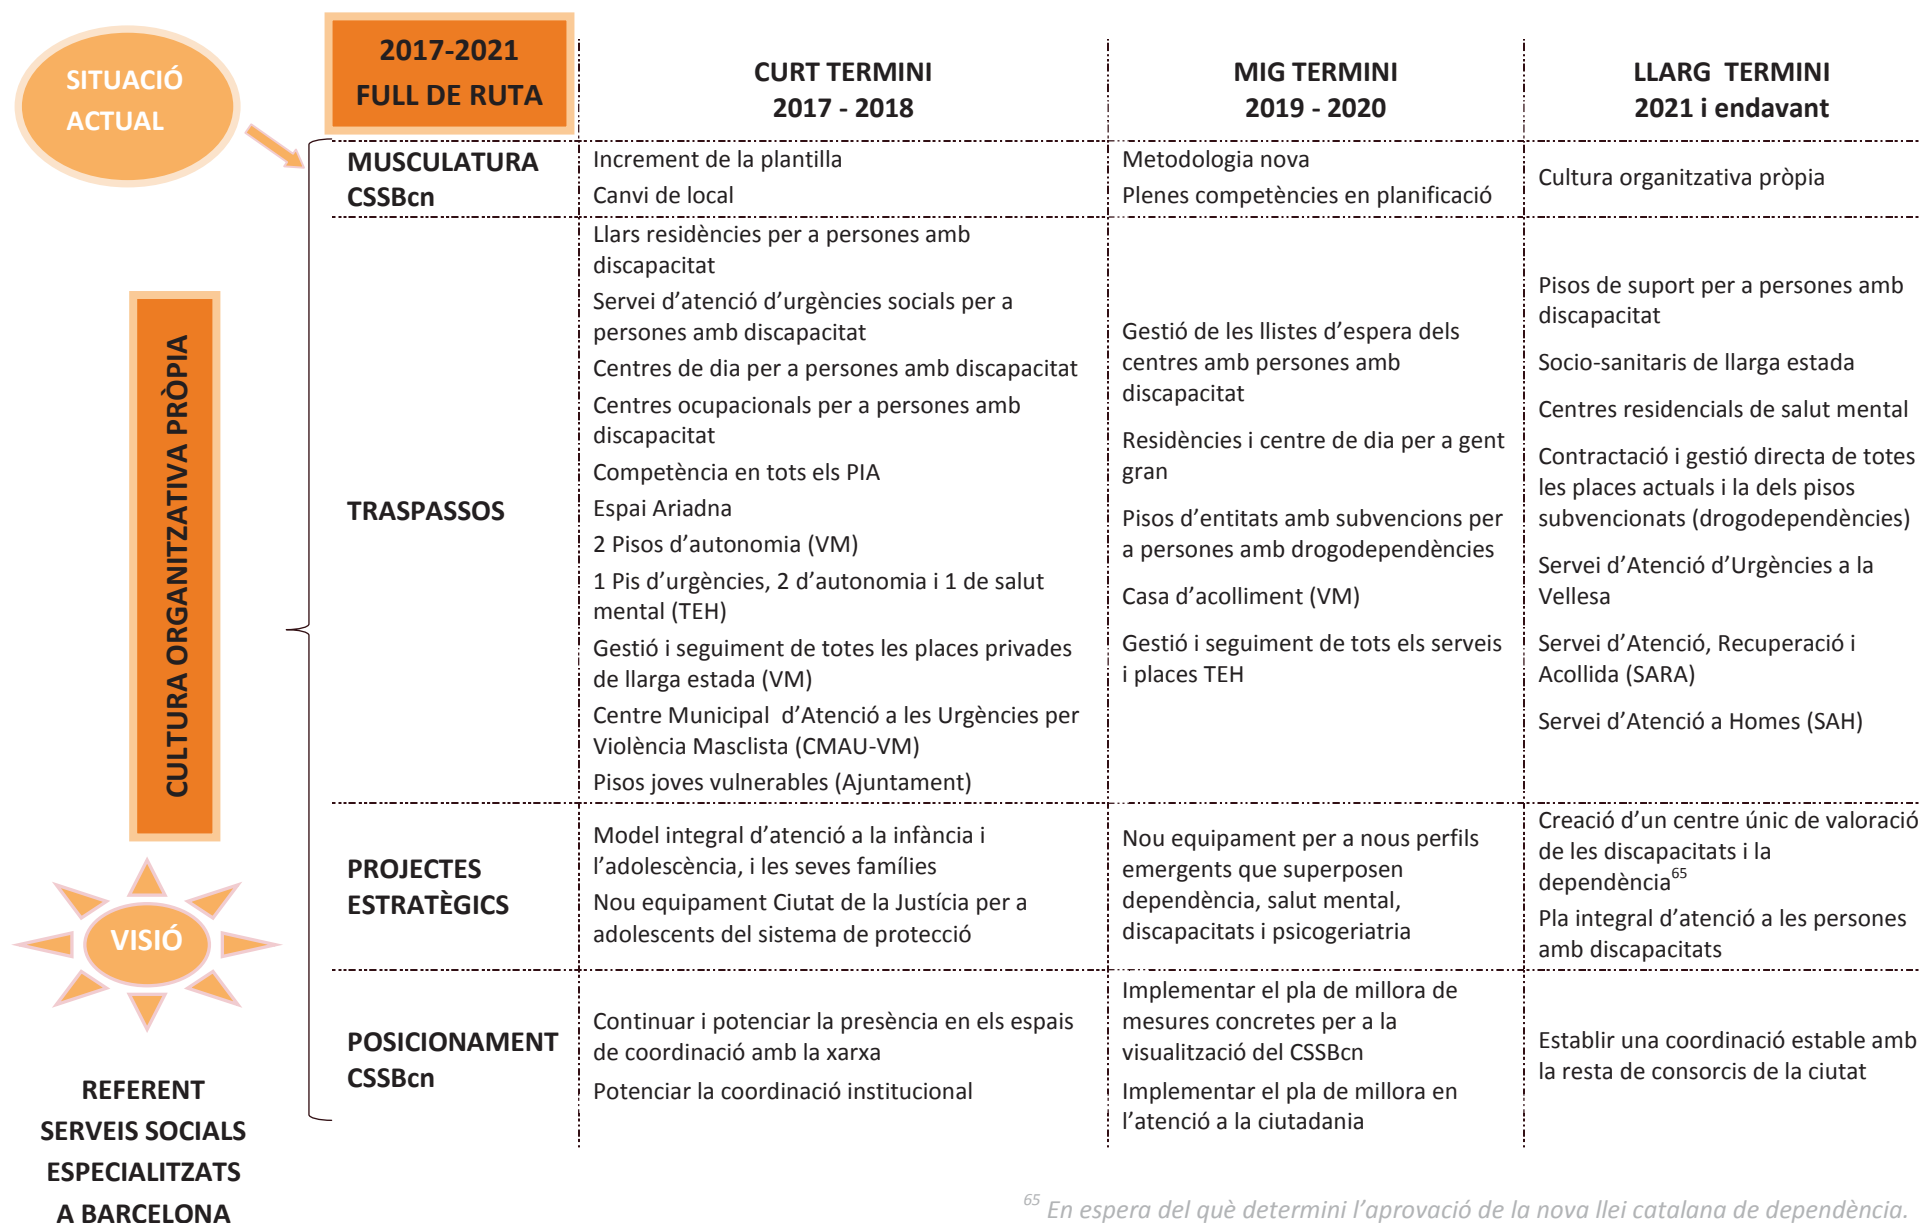 SITUACIÓ
ACTUAL
2017-2021
FULL DE RUTA
CURT TERMINI
2017 - 2018
MIG TERMINI
2019 - 2020
LLARG TERMINI
2021 i endavant
MUSCULATURA
CSSBcn
Increment de la plantilla
Canvi de local
Metodologia nova
Plenes competències en planificació
Cultura organitzativa pròpia
CULTURA ORGANITZATIVA PRÒPIA
TRASPASSOS
Llars residències per a persones amb
discapacitat
Servei d'atenció d'urgències socials per a
persones amb discapacitat
Centres de dia per a persones amb discapacitat
Centres ocupacionals per a persones amb
discapacitat
Competència en tots els PIA
Espai Ariadna
2 Pisos d'autonomia (VM)
1 Pis d'urgències, 2 d'autonomia i 1 de salut
mental (TEH)
Gestió i seguiment de totes les places privades
de llarga estada (VM)
Centre Municipal d'Atenció a les Urgències per
Violència Masclista (CMAU-VM)
Pisos joves vulnerables (Ajuntament)
Gestió de les llistes d'espera dels
centres amb persones amb
discapacitat
Residències i centre de dia per a gent
gran
Pisos d'entitats amb subvencions per
a persones amb drogodependències
Casa d'acolliment (VM)
Gestió i seguiment de tots els serveis
i places TEH
Pisos de suport per a persones amb
discapacitat
Socio-sanitaris de llarga estada
Centres residencials de salut mental
Contractació i gestió directa de totes
les places actuals i la dels pisos
subvencionats (drogodependències)
Servei d'Atenció d'Urgències a la
Vellesa
Servei d'Atenció, Recuperació i
Acollida (SARA)
Servei d'Atenció a Homes (SAH)
PROJECTES
ESTRATÈGICS
Model integral d'atenció a la infància i
l'adolescència, i les seves famílies
Nou equipament Ciutat de la Justícia per a
adolescents del sistema de protecció
Nou equipament per a nous perfils
emergents que superposen
dependència, salut mental,
discapacitats i psicogeriatria
Creació d'un centre únic de valoració
de les discapacitats i la
dependència65
Pla integral d'atenció a les persones
amb discapacitats
VISIÓ
POSICIONAMENT
CSSBcn
Continuar i potenciar la presència en els espais
de coordinació amb la xarxa
Potenciar la coordinació institucional
Implementar el pla de millora de
mesures concretes per a la
visualització del CSSBcn
Implementar el pla de millora en
l'atenció a la ciutadania
Establir una coordinació estable amb
la resta de consorcis de la ciutat
REFERENT
SERVEIS SOCIALS
ESPECIALITZATS
A BARCELONA
65 En espera del què determini l'aprovació de la nova llei catalana de dependència.